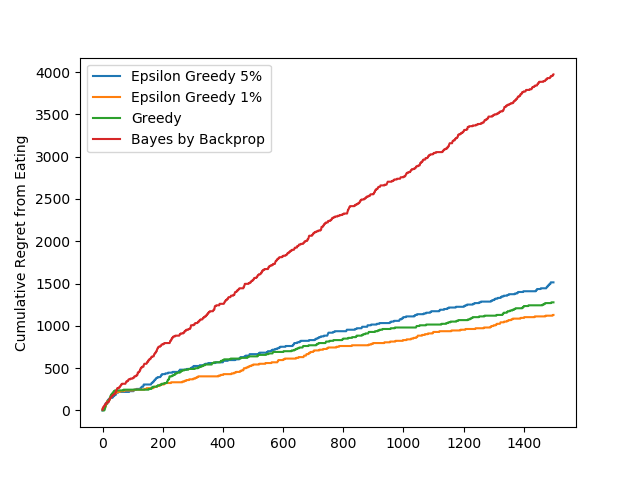 Epsilon Greedy 5%
Epsilon Greedy 1%
Greedy
Bayes by Backprop
Cumulative Regret from Eating
4000
3500
3000
2500
2000
1500
1000
500
0
0 200 400 600 800 1000 1200 1400